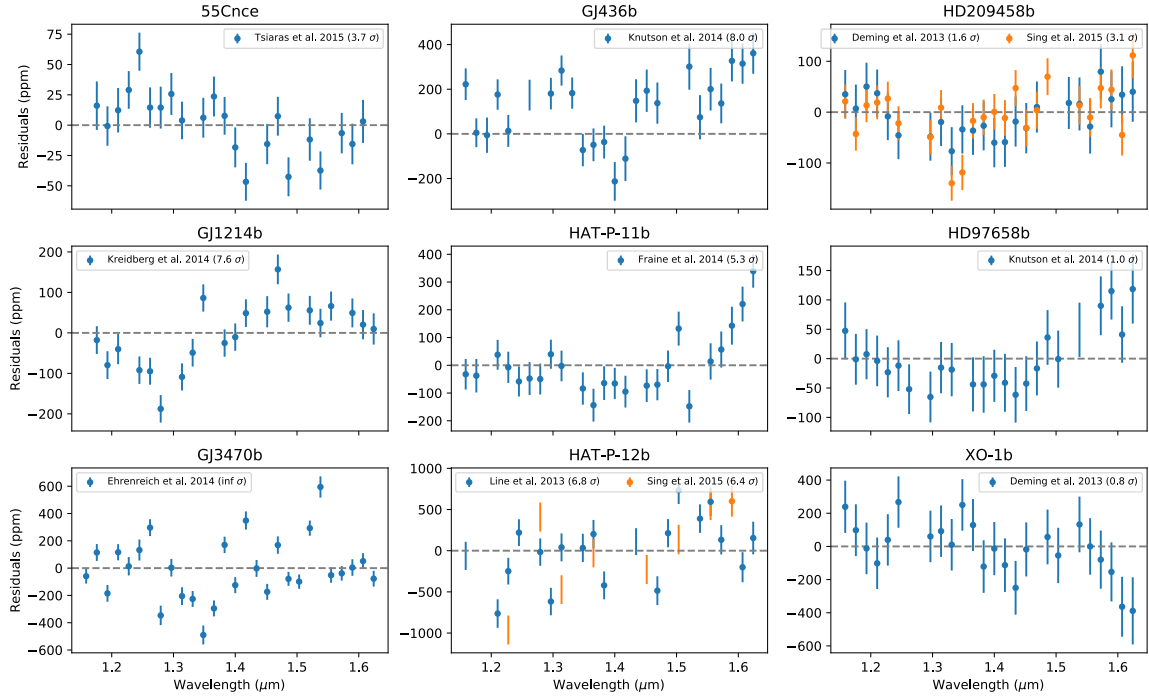 55Cnce
GJ436b
HD209458b
Tsiaras et al. 2015 (3.7 σ)
Knutson et al. 2014 (8.0 σ)
Deming et al. 2013 (1.6 σ)
Sing et al. 2015 (3.1 σ)
Residuals (ppm)
75
50
25
0
−25
−50
400
200
0
−200
100
0
−100
GJ1214b
HAT-P-11b
HD97658b
Kreidberg et al. 2014 (7.6 σ)
Fraine et al. 2014 (5.3 σ)
Knutson et al. 2014 (1.0 σ)
Residuals (ppm)
200
100
0
−100
−200
400
300
200
100
0
−100
−200
150
100
50
0
−50
−100
GJ3470b
HAT-P-12b
XO-1b
Ehrenreich et al. 2014 (inf σ)
Line et al. 2013 (6.8 σ)
Sing et al. 2015 (6.4 σ)
Deming et al. 2013 (0.8 σ)
Residuals (ppm)
600
400
200
0
−200
−400
−600
1000
500
0
−500
−1000
400
200
0
−200
−400
−600
1.2 1.3 1.4 1.5 1.6
1.2 1.3 1.4 1.5 1.6
1.2 1.3 1.4 1.5 1.6
Wavelength (μm)
Wavelength (μm)
Wavelength (μm)